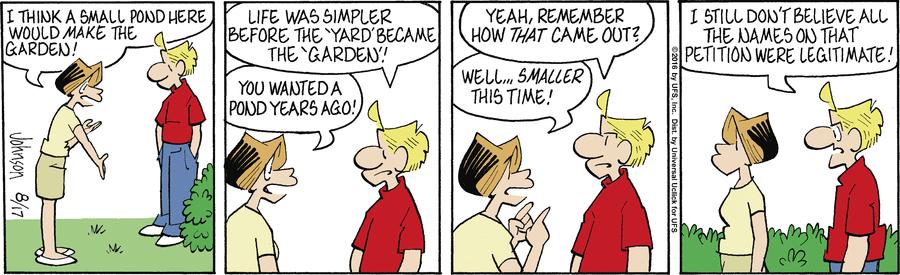 I THINK A SMALL POND HERE
WOULD MAKE THE
GARDEN!
Johnson 8/17
LIFE WAS SIMPLER
BEFORE THE 'YARD' BECAME
THE 'GARDEN'!
YOU WANTED A
POND YEARS AGO!
YEAH, REMEMBER
HOW THAT CAME OUT?
WELL... SMALLER
THIS TIME!
©2016 by UFS, Inc. Dist. by Universal Uclick for UFS
I STILL DON'T BELIEVE ALL
THE NAMES ON THAT
PETITION WERE LEGITIMATE!